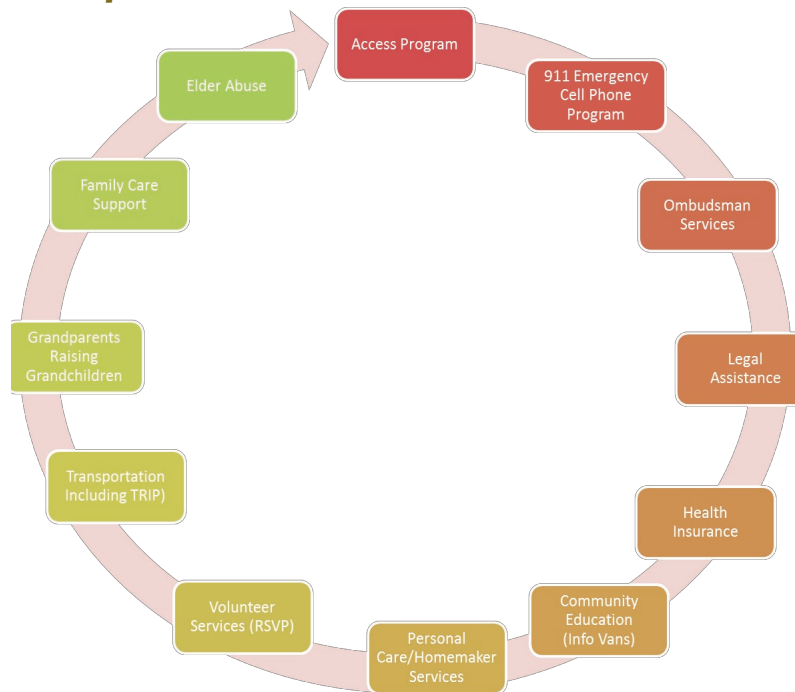 Access Program
911 Emergency
Cell Phone
Program
Ombudsman
Services
Legal
Assistance
Health
Insurance
Community
Education
(Info Vans)
Personal
Care/Homemaker
Services
Volunteer
Services (RSVP)
Transportation
Including TRIP)
Grandparents
Raising
Grandchildren
Family Care
Support
Elder Abuse